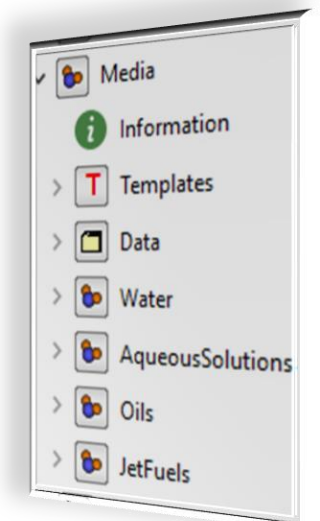 Media
i Information
T Templates
Data
Water
AqueousSolutions
Oils
JetFuels